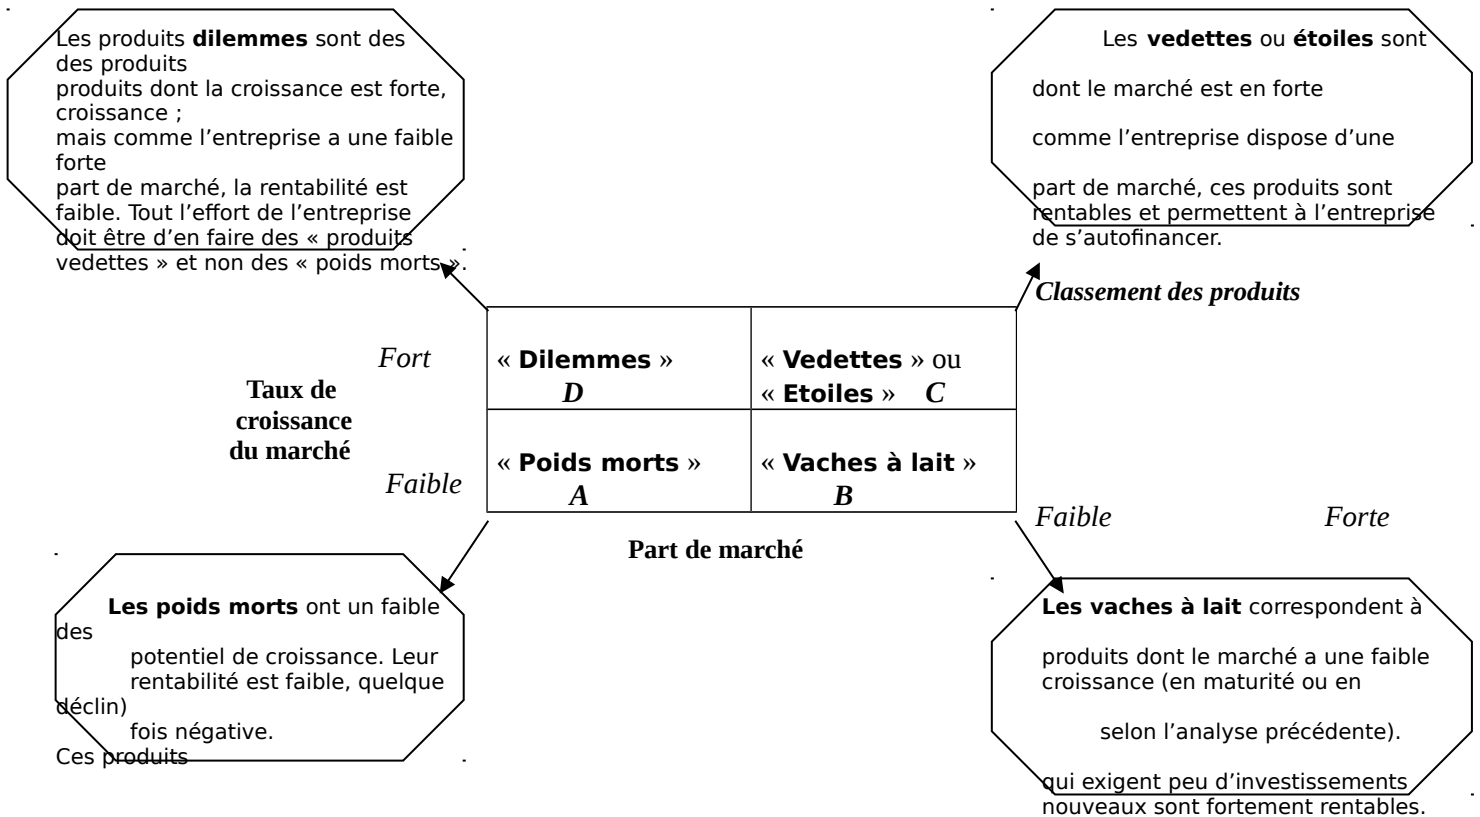 Les produits dilemmes sont des
des produits
produits dont la croissance est forte,
croissance ;
mais comme l’entreprise a une faible
forte
part de marché, la rentabilité est
faible. Tout l’effort de l’entreprise
doit être d’en faire des « produits
vedettes » et non des « poids morts ».
Les vedettes ou étoiles sont
dont le marché est en forte
comme l’entreprise dispose d’une
part de marché, ces produits sont
rentables et permettent à l’entreprise
de s’autofinancer.
Classement des produits
Fort
Taux de
croissance
du marché
Faible
« Dilemmes »
D
« Vedettes » ou
« Etoiles » C
« Poids morts »
A
« Vaches à lait »
B
Faible Forte
Part de marché
Les poids morts ont un faible
des
potentiel de croissance. Leur
rentabilité est faible, quelque
déclin)
fois négative.
Ces produits
Les vaches à lait correspondent à
produits dont le marché a une faible
croissance (en maturité ou en
selon l’analyse précédente).
qui exigent peu d’investissements
nouveaux sont fortement rentables.